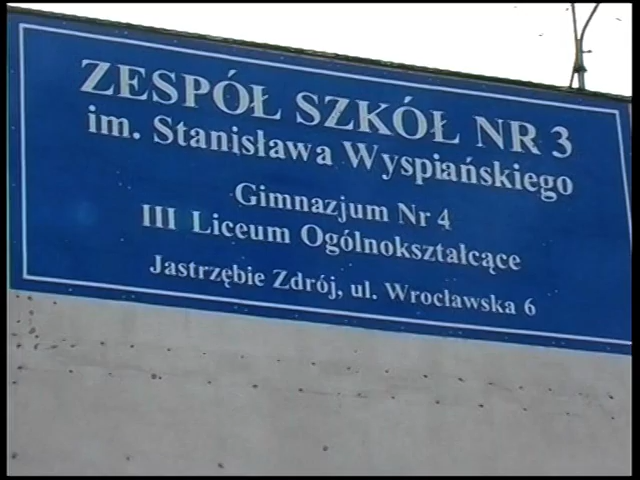 ZESPÓŁ SZKÓŁ NR 3
im. Stanisława Wyspiańskiego
Gimnazjum Nr 4
III Liceum Ogólnokształcące
Jastrzębie Zdrój, ul. Wrocławska 6